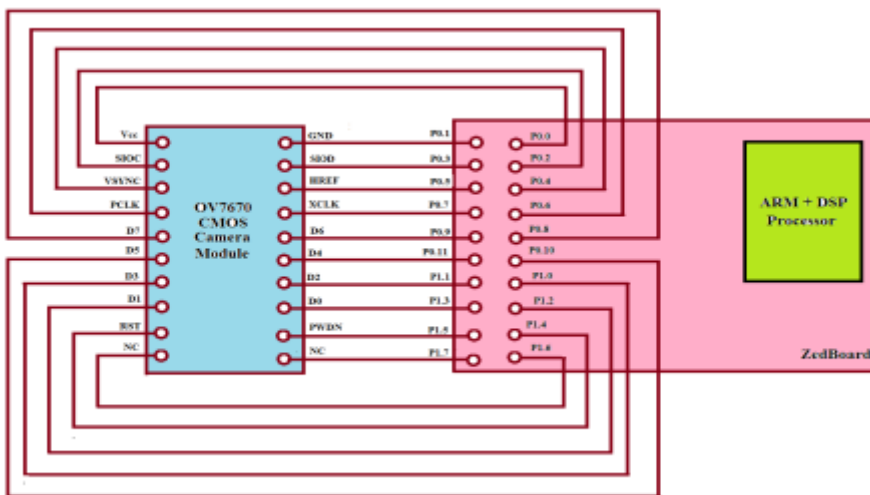 Vcc GND P0.1 P0.0
SIOC SIOD P0.3 P0.2
VSYNC HREF P0.5 P0.4
PCLK XCLK P0.7 P0.6
D7 D6 P0.9 P0.8
D5 D4 P0.11 P0.10
D3 D2 P1.1 P1.0
D1 D0 P1.3 P1.2
RST PWDN P1.5 P1.4
NC NC P1.7 P1.6
OV7670
CMOS
Camera
Module
ARM + DSP
Processor
ZedBoard